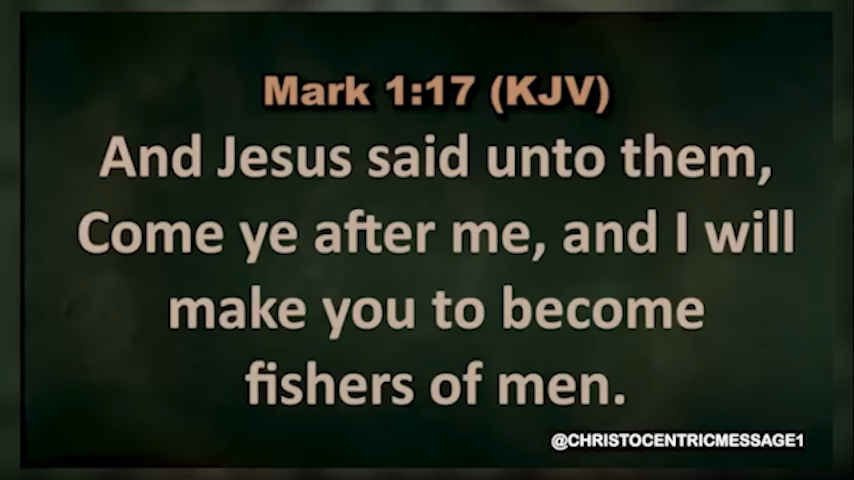 Mark 1:17 (KJV)
And Jesus said unto them,
Come ye after me, and I will
make you to become
fishers of men.
@CHRISTOCENTRICMESSAGE1